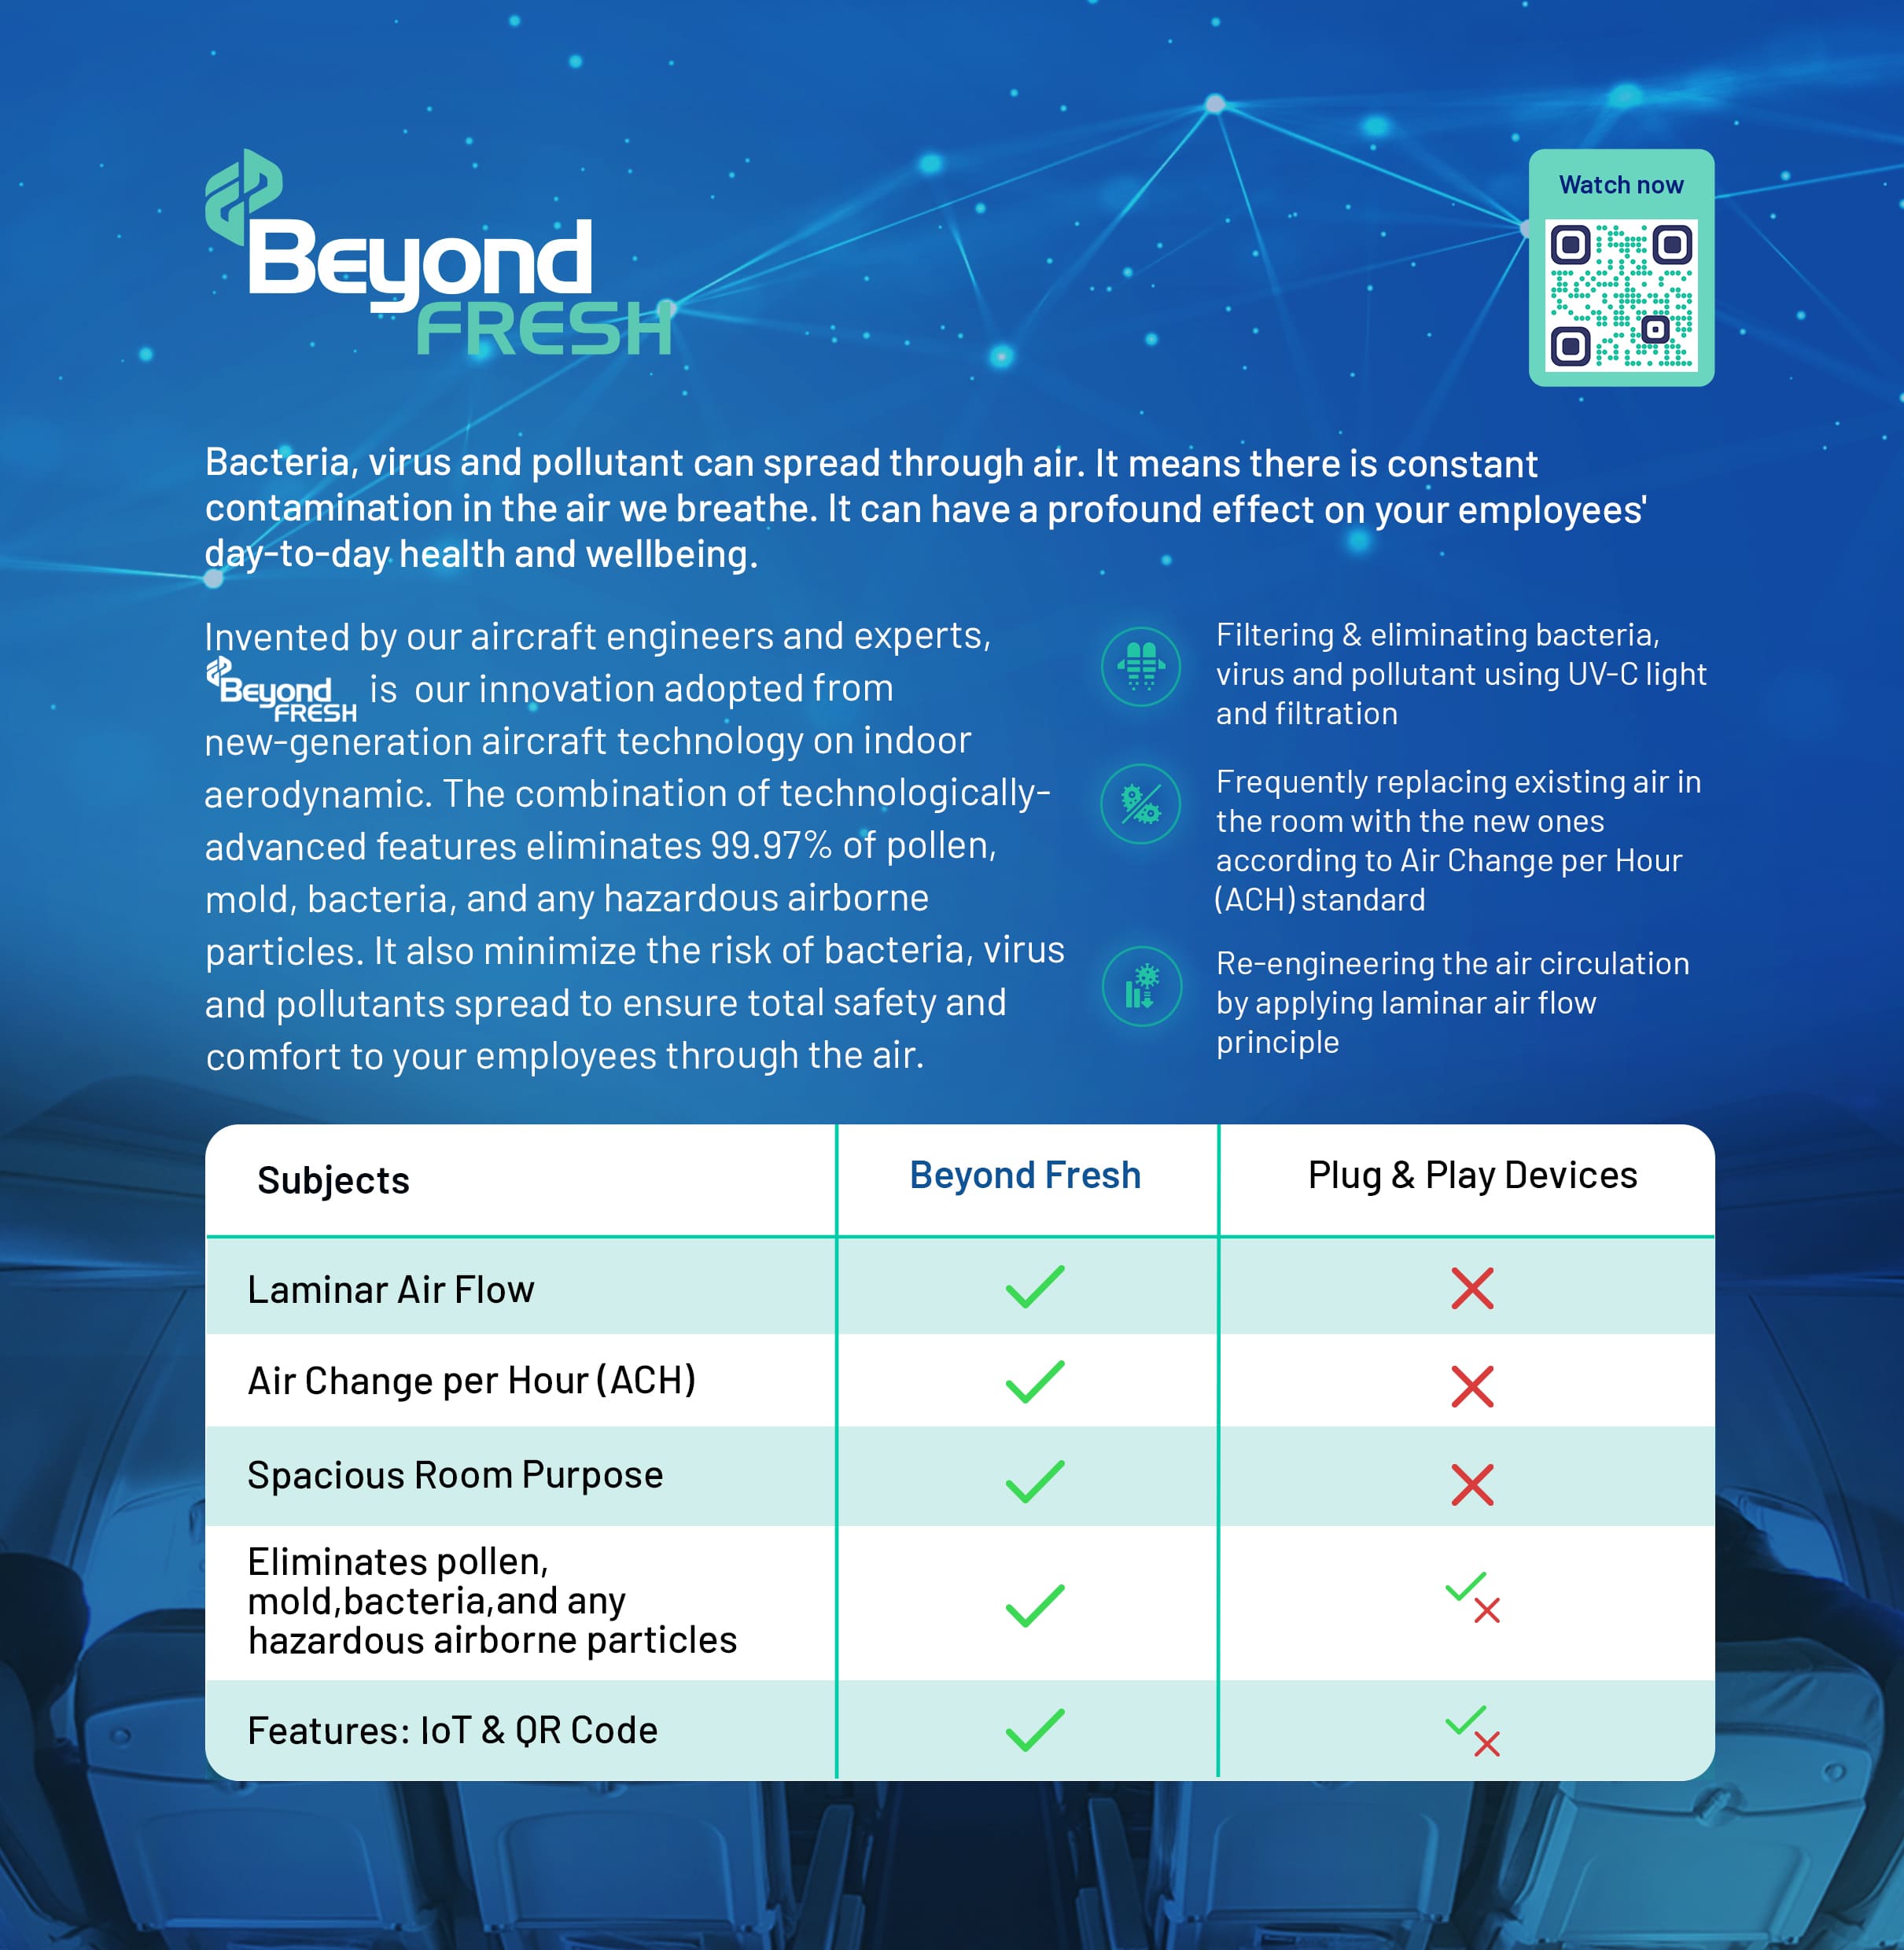 Beyond
FRESH
Watch now
Bacteria, virus and pollutant can spread through air. It means there is constant
contamination in the air we breathe. It can have a profound effect on your employees'
day-to-day health and wellbeing.
Invented by our aircraft engineers and experts,
Beyond FRESH is our innovation adopted from
new-generation aircraft technology on indoor
aerodynamic. The combination of technologically-
advanced features eliminates 99.97% of pollen,
mold, bacteria, and any hazardous airborne
particles. It also minimize the risk of bacteria, virus
and pollutants spread to ensure total safety and
comfort to your employees through the air.
Filtering & eliminating bacteria,
virus and pollutant using UV-C light
and filtration
Frequently replacing existing air in
the room with the new ones
according to Air Change per Hour
(ACH) standard
Re-engineering the air circulation
by applying laminar air flow
principle
Subjects Beyond Fresh Plug & Play Devices
Laminar Air Flow
Air Change per Hour (ACH)
Spacious Room Purpose
Eliminates pollen,
mold,bacteria,and any
hazardous airborne particles
Features: IoT & QR Code